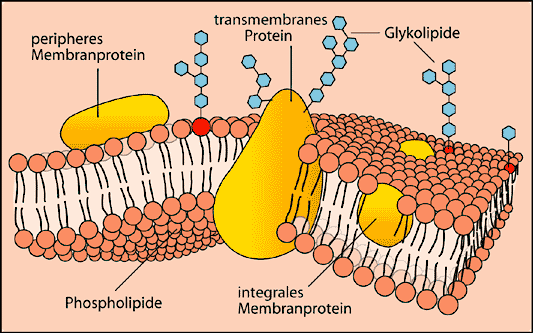 peripheres
Membranprotein
transmembranes
Protein
Glykolipide
Phospholipide
integrales
Membranprotein